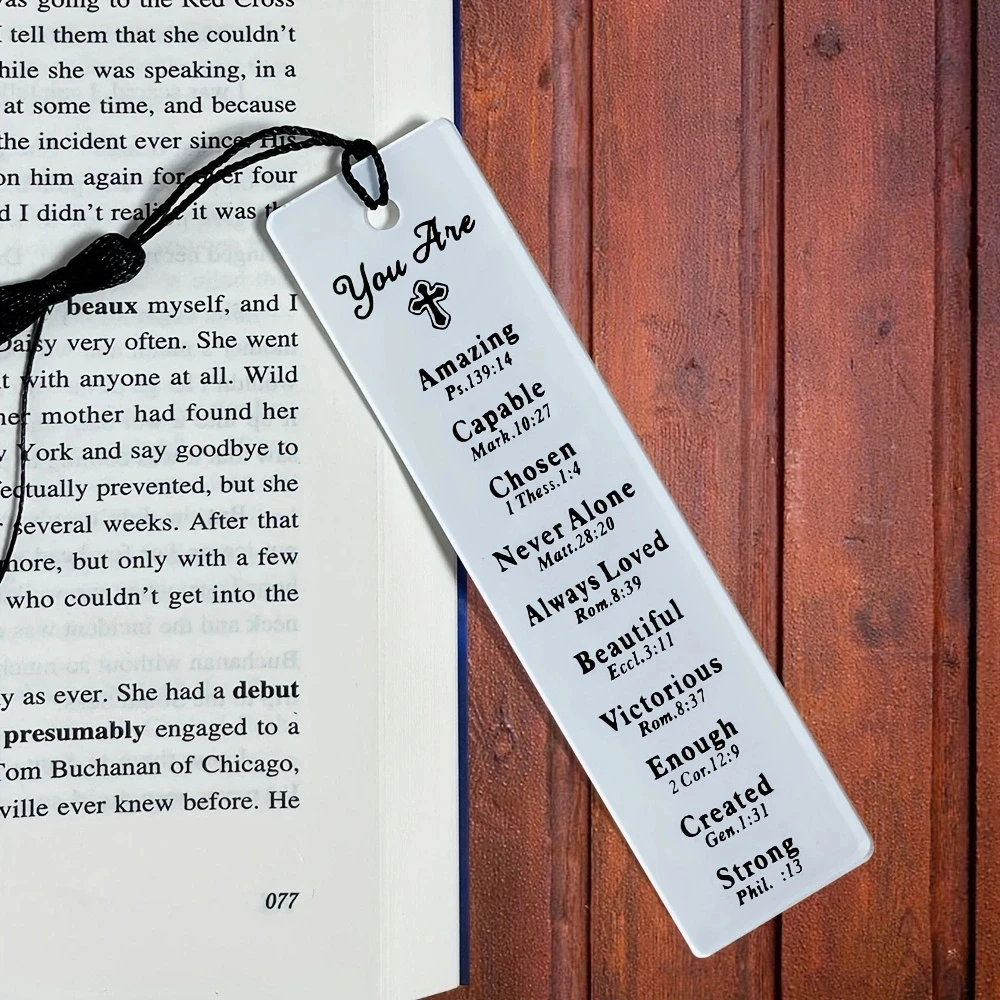 as going to the Red Cross
I tell them that she couldn't
hile she was speaking, in a
at some time, and because
the incident ever since. His
on him again for over four
d I didn't realize it was
beaux myself, and I
Daisy very often. She went
t with anyone at all. Wild
her mother had found her
York and say goodbye to
fectually prevented, but she
several weeks. After that
more, but only with a few
who couldn't get into the
y as ever. She had a debut
presumably engaged to a
Tom Buchanan of Chicago,
ville ever knew before. He
077
You Are
Amazing
Ps.139:14
Capable
Mark.10:27
Chosen
1 Thess.1:4
Never Alone
Matt.28:20
Always Loved
Rom.8:39
Beautiful
Eccl.3:11
Victorious
Rom.8:37
Enough
2 Cor.12:9
Created
Gen.1:31
Strong
Phil. :13